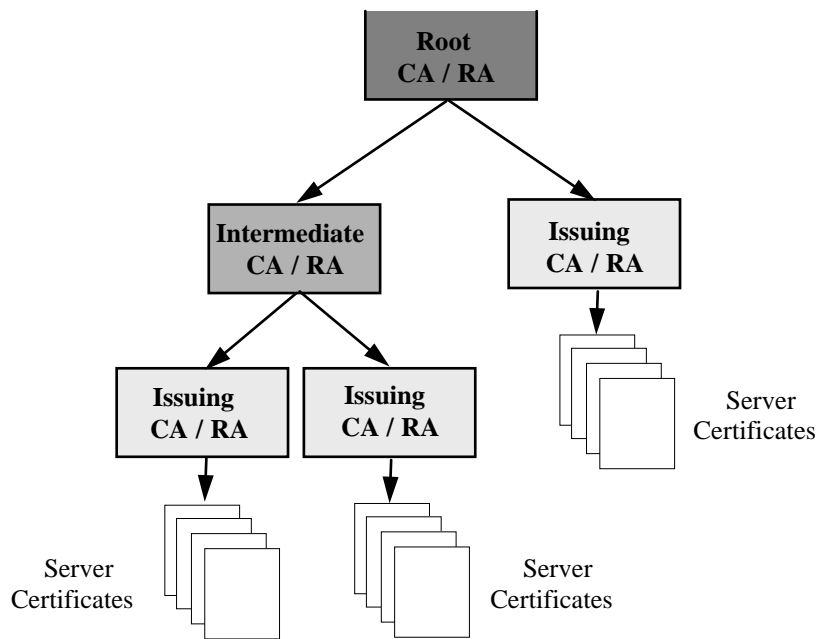 Root
CA / RA
Intermediate
CA / RA
Issuing
CA / RA
Issuing
CA / RA
Issuing
CA / RA
Server
Certificates
Server
Certificates
Server
Certificates